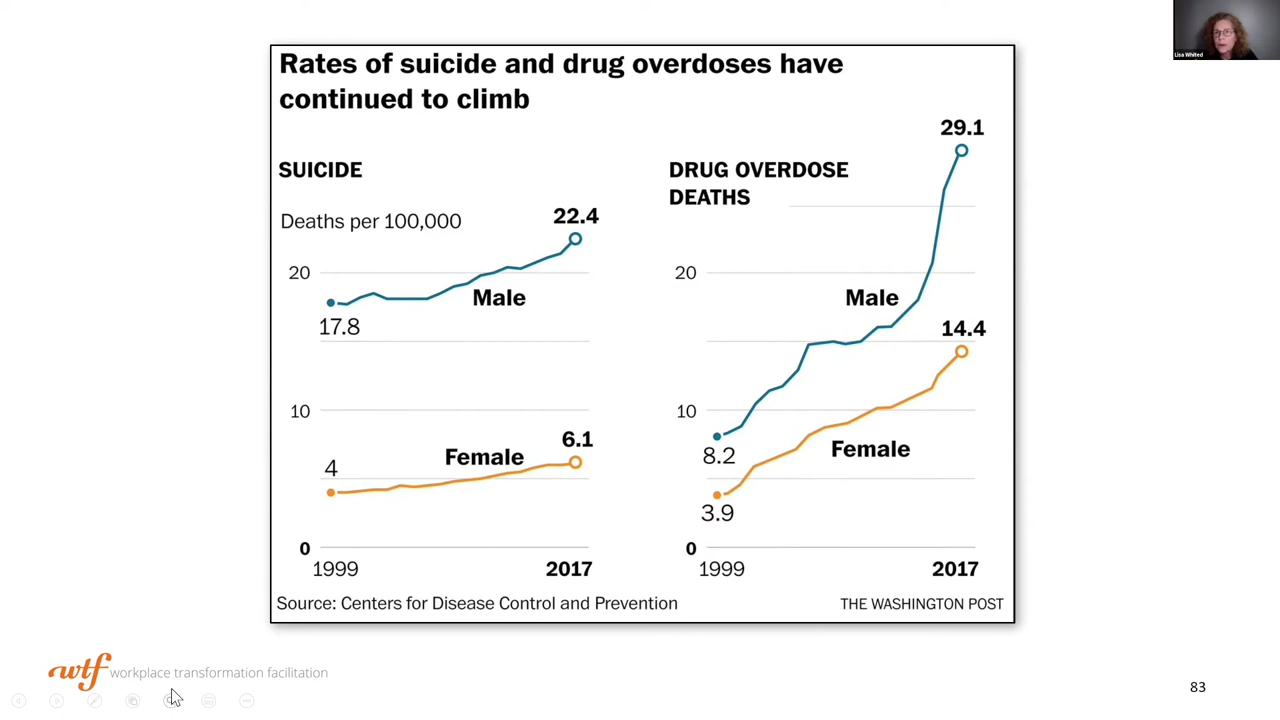 Lisa Whited
Rates of suicide and drug overdoses have
continued to climb
SUICIDE
Deaths per 100,000
22.4
20
Male
17.8
10
6.1
Female
4
0
1999
2017
DRUG OVERDOSE
DEATHS
29.1
20
Male
14.4
10
8.2
Female
3.9
0
1999
2017
Source: Centers for Disease Control and Prevention
THE WASHINGTON POST
wtf workplace transformation facilitation
83